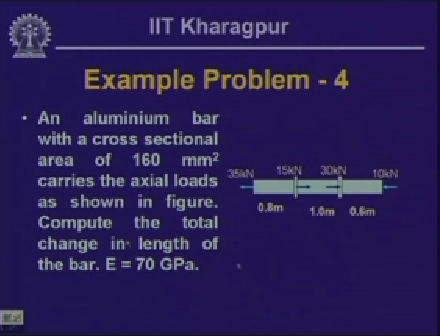 IIT Kharagpur
Example Problem - 4
• An aluminium bar
with a cross sectional
area of 160 mm²
carries the axial loads
as shown in figure.
Compute the total
change in length of
the bar. E = 70 GPa.
35kN 15kN 30kN 10kN
0.8m 1.0m 0.6m